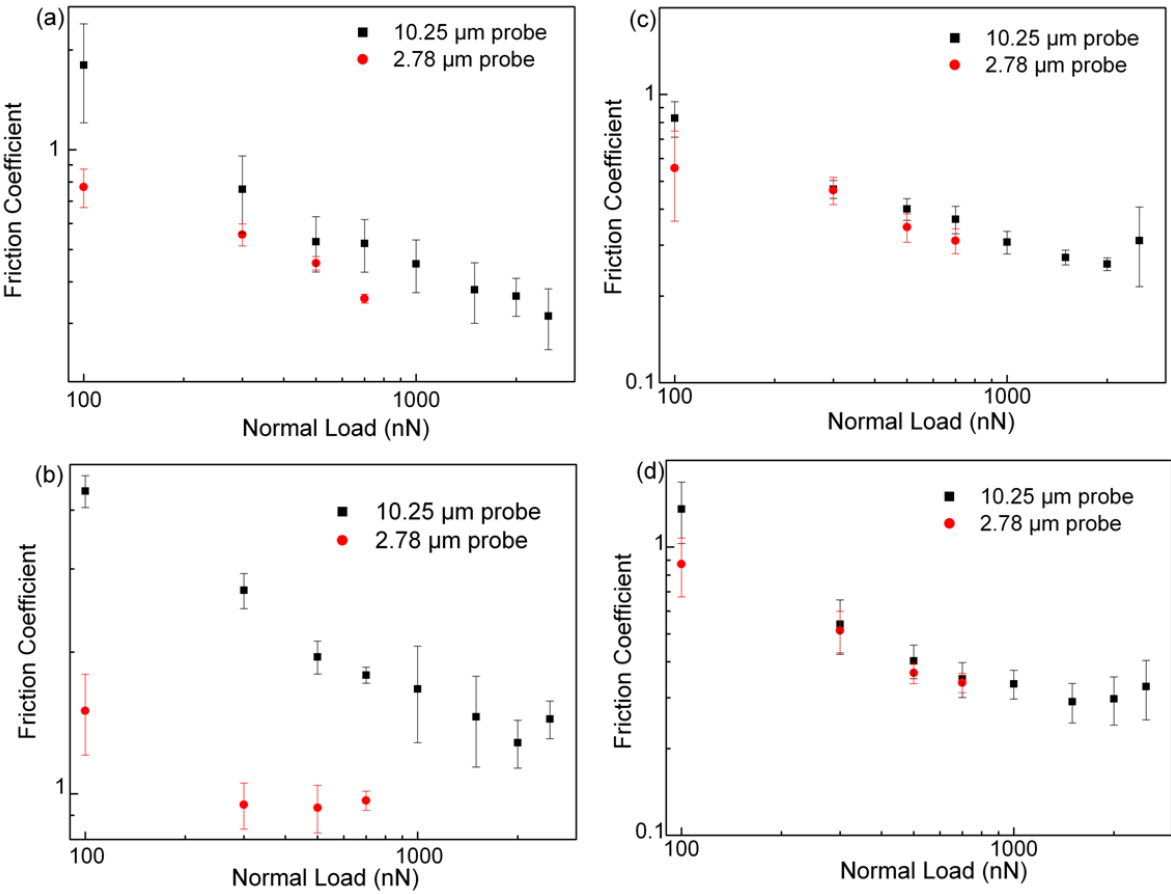 (a)
10.25 µm probe
2.78 µm probe
1
Friction Coefficient
100
1000
Normal Load (nN)
(c)
10.25 µm probe
2.78 µm probe
1
0.1
Friction Coefficient
100
1000
Normal Load (nN)
(b)
10.25 µm probe
2.78 µm probe
1
Friction Coefficient
100
1000
Normal Load (nN)
(d)
10.25 µm probe
2.78 µm probe
1
0.1
Friction Coefficient
100
1000
Normal Load (nN)